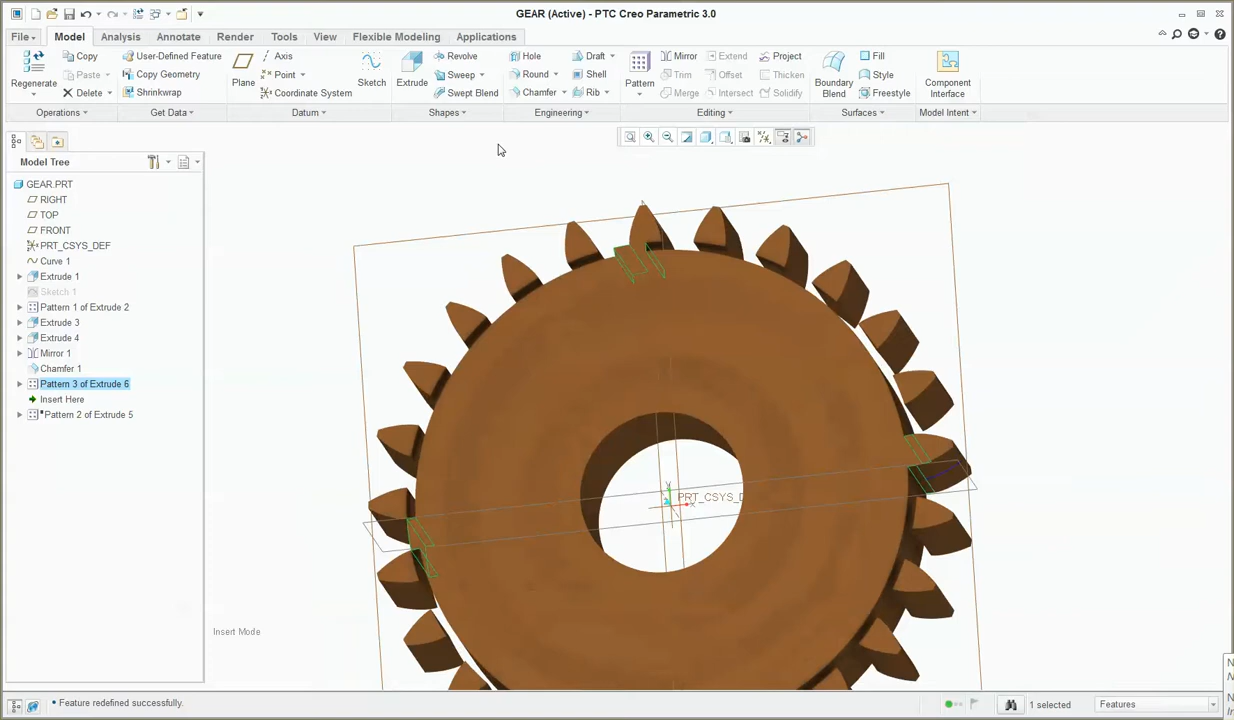 GEAR (Active) - PTC Creo Parametric 3.0
File Model Analysis Annotate Render Tools View Flexible Modeling Applications
Regenerate Copy Paste Delete
User-Defined Feature Copy Geometry Shrinkwrap
Plane Axis Point Coordinate System Sketch
Extrude Revolve Sweep Swept Blend
Hole Round Chamfer Draft Shell Rib
Pattern Mirror Trim Merge Extend Offset Intersect Project Thicken Solidify
Boundary Blend Fill Style Freestyle
Component Interface
Operations Get Data Datum Shapes Engineering Editing Surfaces Model Intent
Model Tree
GEAR.PRT
RIGHT
TOP
FRONT
PRT_CSYS_DEF
Curve 1
Extrude 1
Sketch 1
Pattern 1 of Extrude 2
Extrude 3
Extrude 4
Mirror 1
Chamfer 1
Pattern 3 of Extrude 6
Insert Here
Pattern 2 of Extrude 5
PRT_CSYS_D
Insert Mode
Feature redefined successfully.
1 selected
Features